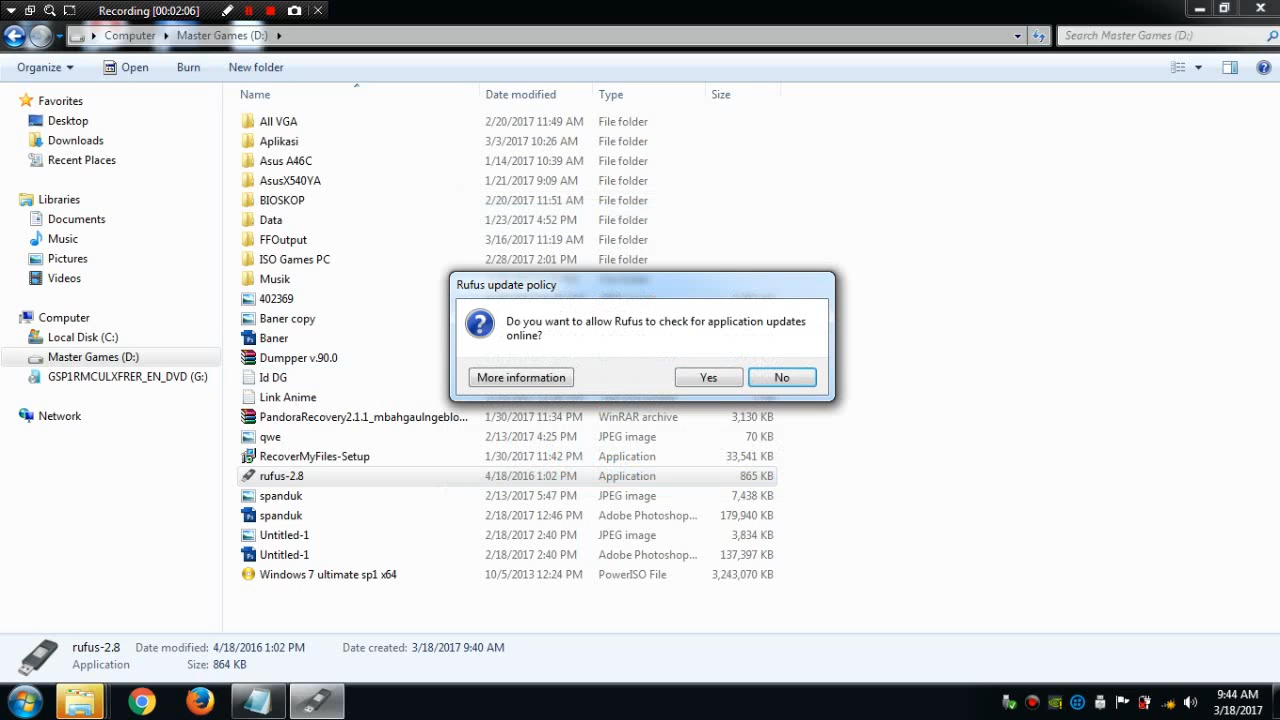 Recording [00:02:06]
Computer Master Games (D:)
Search Master Games (D:)
Organize Open Burn New folder
Name Date modified Type Size
Favorites
Desktop
Downloads
Recent Places
Libraries
Documents
Music
Pictures
Videos
Computer
Local Disk (C:)
Master Games (D:)
GSP1RMCULXFRER_EN_DVD (G:)
Network
All VGA 2/20/2017 11:49 AM File folder
Aplikasi 3/3/2017 10:26 AM File folder
Asus A46C 1/14/2017 10:39 AM File folder
AsusX540YA 1/21/2017 9:09 AM File folder
BIOSKOP 2/20/2017 11:51 AM File folder
Data 1/23/2017 4:52 PM File folder
FFOutput 3/16/2017 11:19 AM File folder
ISO Games PC 2/28/2017 2:01 PM File folder
Musik
402369
Baner copy
Baner
Dumpper v.90.0
Id DG
Link Anime
PandoraRecovery2.1.1_mbahgaulngeblo... 1/30/2017 11:34 PM WinRAR archive 3,130 KB
qwe 2/13/2017 4:25 PM JPEG image 70 KB
RecoverMyFiles-Setup 1/30/2017 11:42 PM Application 33,541 KB
rufus-2.8 4/18/2016 1:02 PM Application 865 KB
spanduk 2/13/2017 5:47 PM JPEG image 7,438 KB
spanduk 2/18/2017 12:46 PM Adobe Photoshop... 179,940 KB
Untitled-1 2/18/2017 2:40 PM JPEG image 3,834 KB
Untitled-1 2/18/2017 2:40 PM Adobe Photoshop... 137,397 KB
Windows 7 ultimate sp1 x64 10/5/2013 12:24 PM PowerISO File 3,243,070 KB
Rufus update policy
Do you want to allow Rufus to check for application updates
online?
More information Yes No
rufus-2.8 Date modified: 4/18/2016 1:02 PM Date created: 3/18/2017 9:40 AM
Application Size: 864 KB
9:44 AM
3/18/2017